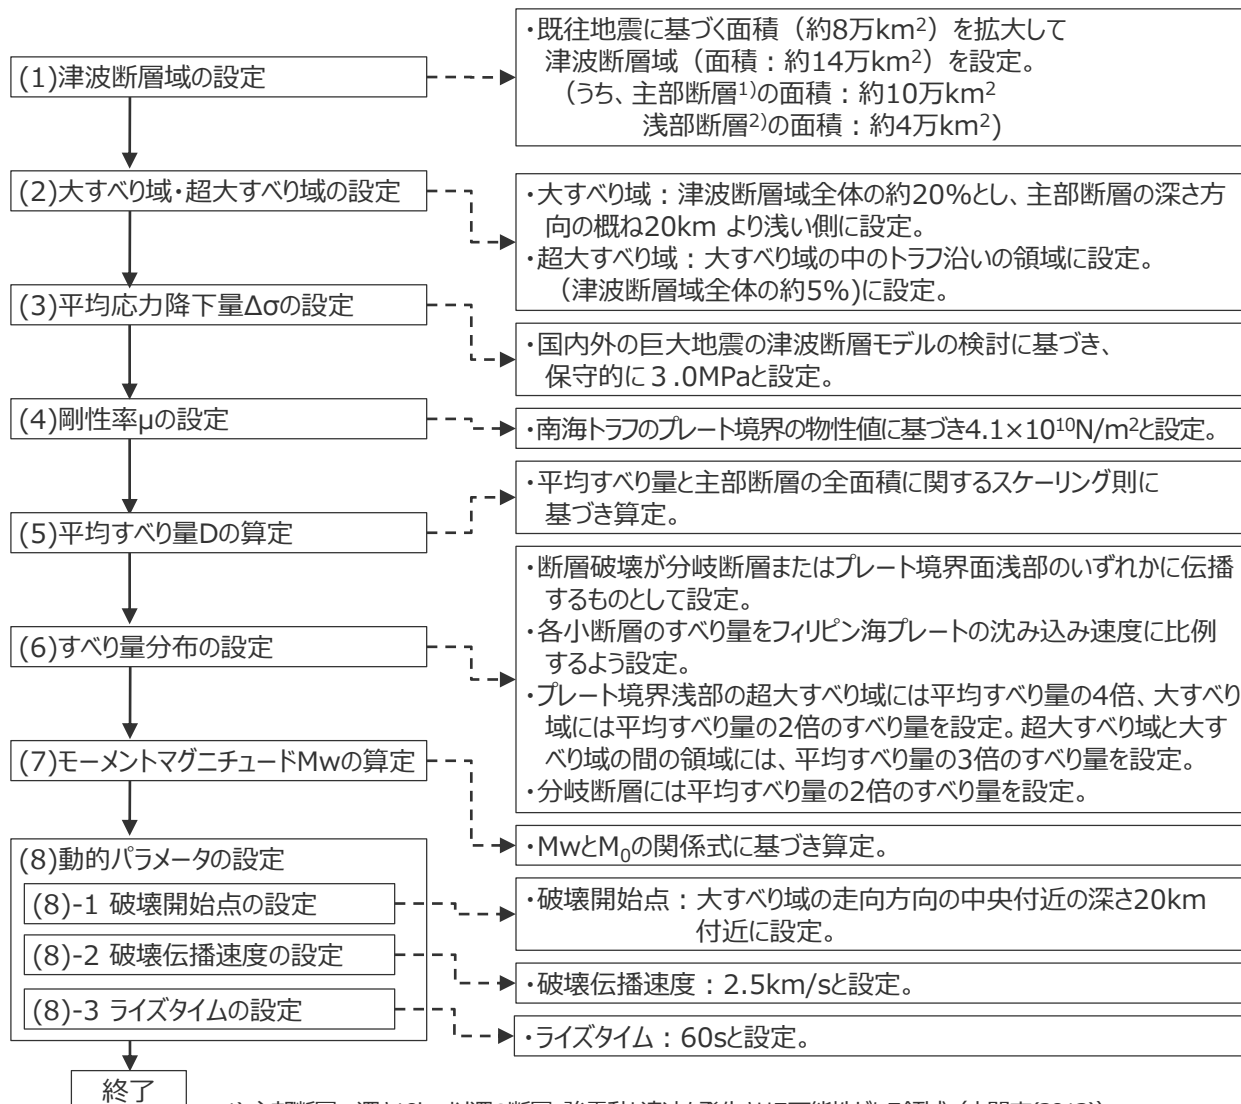 (1)津波断層域の設定
・既往地震に基づく面積（約8万km²）を拡大して
津波断層域（面積：約14万km²）を設定。
（うち、主部断層¹⁾の面積：約10万km²
浅部断層²⁾の面積：約4万km²)
(2)大すべり域・超大すべり域の設定
・大すべり域：津波断層域全体の約20%とし、主部断層の深さ方
向の概ね20km より浅い側に設定。
・超大すべり域：大すべり域の中のトラフ沿いの領域に設定。
（津波断層域全体の約5%)に設定。
(3)平均応力降下量Δσの設定
・国内外の巨大地震の津波断層モデルの検討に基づき、
保守的に３.0MPaと設定。
(4)剛性率μの設定
・南海トラフのプレート境界の物性値に基づき4.1×10¹⁰N/m²と設定。
(5)平均すべり量Dの算定
・平均すべり量と主部断層の全面積に関するスケーリング則に
基づき算定。
(6)すべり量分布の設定
・断層破壊が分岐断層またはプレート境界面浅部のいずれかに伝播
するものとして設定。
・各小断層のすべり量をフィリピン海プレートの沈み込み速度に比例
するよう設定。
・プレート境界浅部の超大すべり域には平均すべり量の4倍、大すべり
域には平均すべり量の2倍のすべり量を設定。超大すべり域と大す
べり域の間の領域には、平均すべり量の3倍のすべり量を設定。
・分岐断層には平均すべり量の2倍のすべり量を設定。
(7)モーメントマグニチュードMwの算定
・MwとM₀の関係式に基づき算定。
(8)動的パラメータの設定
(8)-1 破壊開始点の設定
・破壊開始点：大すべり域の走向方向の中央付近の深さ20km
付近に設定。
(8)-2 破壊伝播速度の設定
・破壊伝播速度：2.5km/sと設定。
(8)-3 ライズタイムの設定
・ライズタイム：60sと設定。
終了